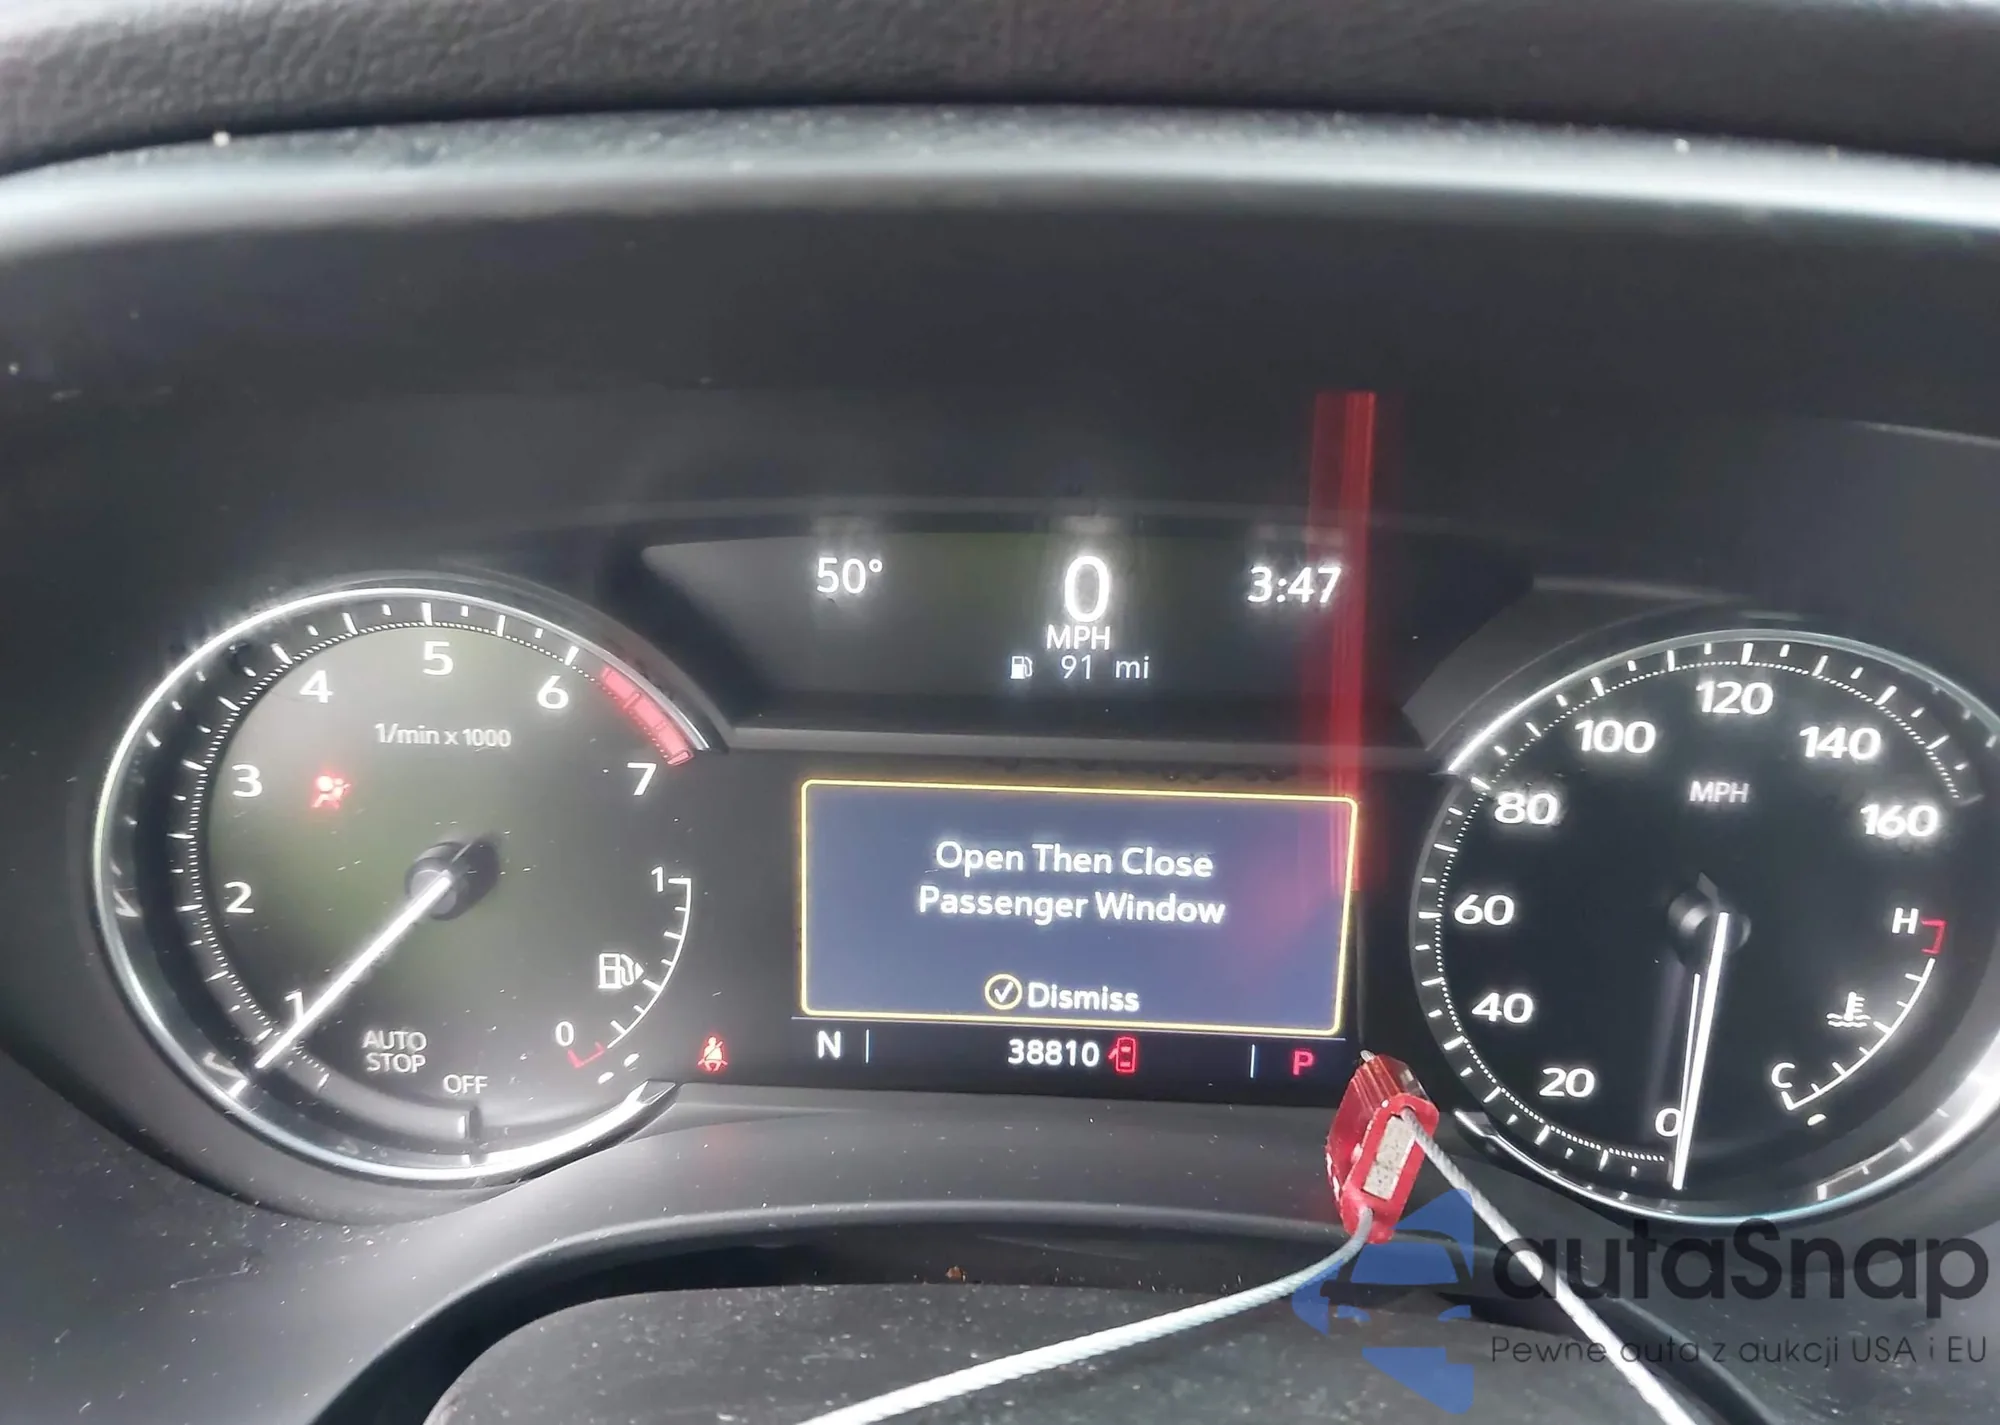 50° 0 3:47
MPH
91 mi
1 2 3 4 5 6 7
1/min x 1000
AUTO
STOP
OFF
0 1
Open Then Close
Passenger Window
Dismiss
N 38810 P
0 20 40 60 80 100 120 140 160
MPH
H
C
autaSnap
Pewne auta z aukcji USA i EU